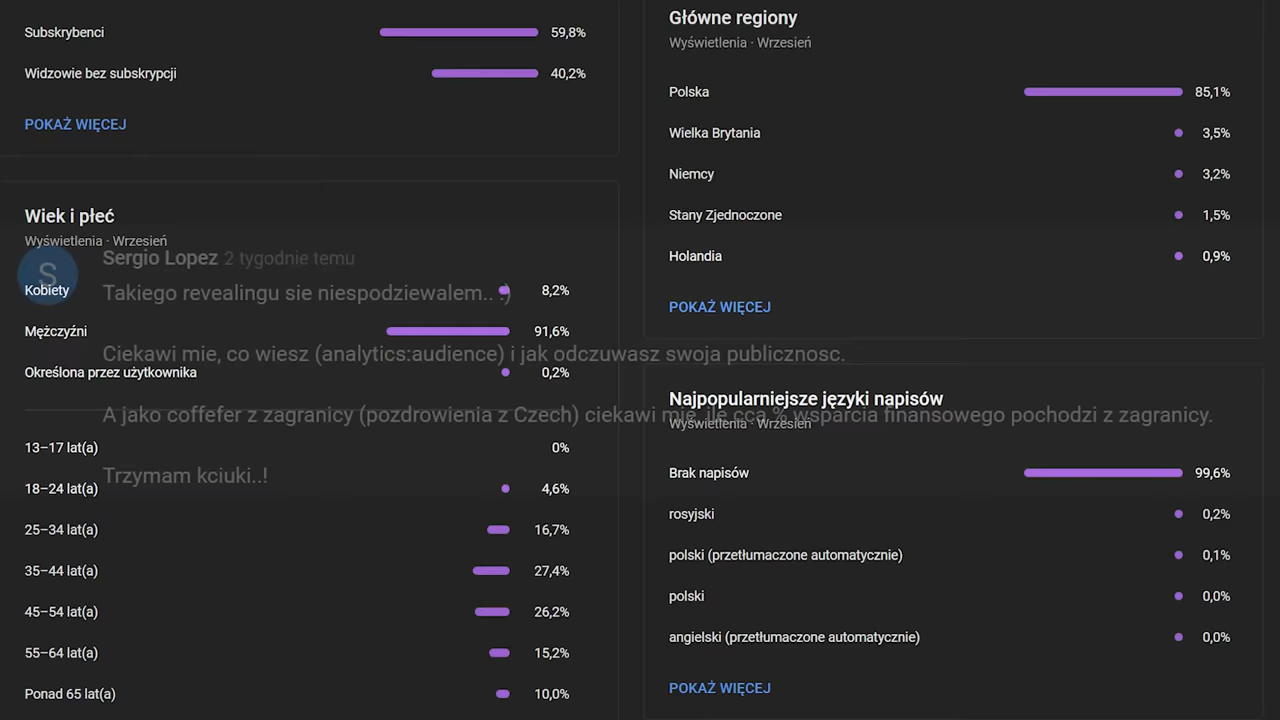 Subskrybenci 59,8%
Widzowie bez subskrypcji 40,2%
POKAŻ WIĘCEJ
Wiek i płeć
Wyświetlenia · Wrzesień
Kobiety 8,2%
Mężczyźni 91,6%
Określona przez użytkownika 0,2%
13–17 lat(a) 0%
18–24 lat(a) 4,6%
25–34 lat(a) 16,7%
35–44 lat(a) 27,4%
45–54 lat(a) 26,2%
55–64 lat(a) 15,2%
Ponad 65 lat(a) 10,0%
Główne regiony
Wyświetlenia · Wrzesień
Polska 85,1%
Wielka Brytania 3,5%
Niemcy 3,2%
Stany Zjednoczone 1,5%
Holandia 0,9%
POKAŻ WIĘCEJ
Najpopularniejsze języki napisów
Wyświetlenia · Wrzesień
Brak napisów 99,6%
rosyjski 0,2%
polski (przetłumaczone automatycznie) 0,1%
polski 0,0%
angielski (przetłumaczone automatycznie) 0,0%
POKAŻ WIĘCEJ
S
Sergio Lopez 2 tygodnie temu
Takiego revealingu sie niespodziewalem.. :)
Ciekawi mie, co wiesz (analytics:audience) i jak odczuwasz swoja publicznosc.
A jako coffefer z zagranicy (pozdrowienia z Czech) ciekawi mie, ile cca % wsparcia finansowego pochodzi z zagranicy.
Trzymam kciuki..!